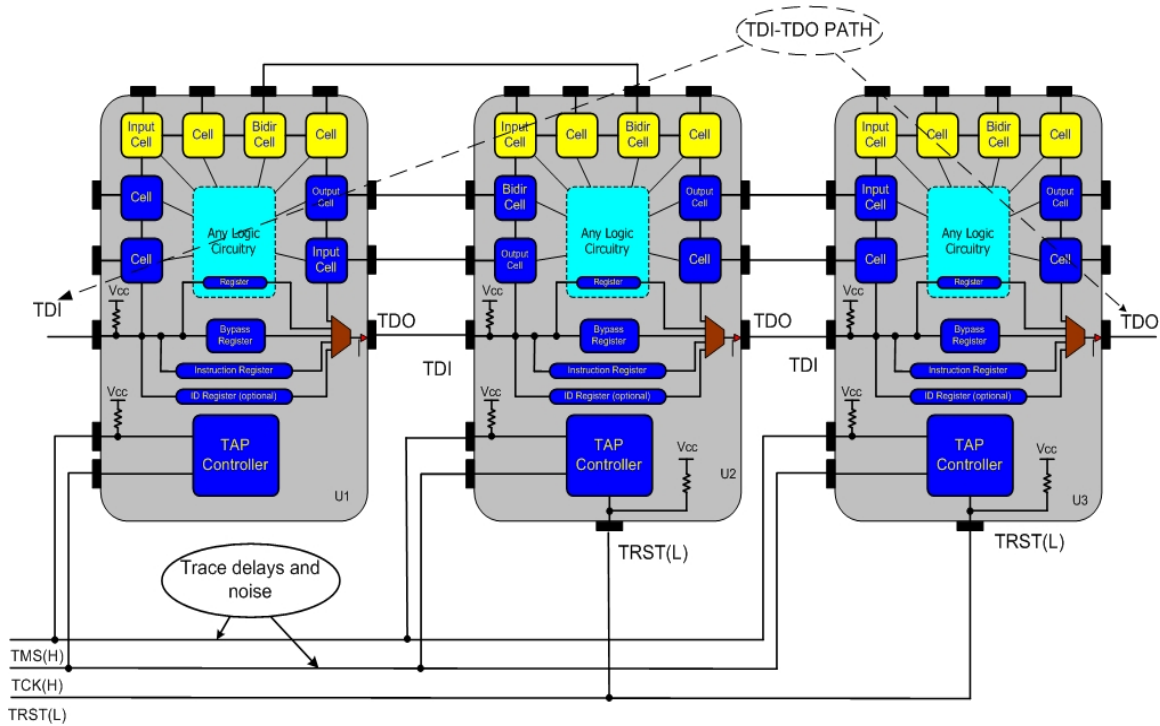 TDI-TDO PATH
Input
Cell
Cell
Bidir
Cell
Cell
Cell
Output
Cell
Any Logic
Circuitry
Cell
Input
Cell
Register
Vcc
TDI
TDO
Bypass
Register
Instruction Register
ID Register (optional)
Vcc
TAP
Controller
U1
Input
Cell
Cell
Bidir
Cell
Cell
Bidir
Cell
Output
Cell
Any Logic
Circuitry
Output
Cell
Cell
Register
Vcc
TDI
TDO
Bypass
Register
Instruction Register
ID Register (optional)
Vcc
TAP
Controller
Vcc
U2
TRST(L)
Input
Cell
Cell
Bidir
Cell
Cell
Input
Cell
Output
Cell
Any Logic
Circuitry
Cell
Cell
Register
Vcc
TDI
TDO
Bypass
Register
Instruction Register
ID Register (optional)
Vcc
TAP
Controller
Vcc
U3
TRST(L)
Trace delays and
noise
TMS(H)
TCK(H)
TRST(L)